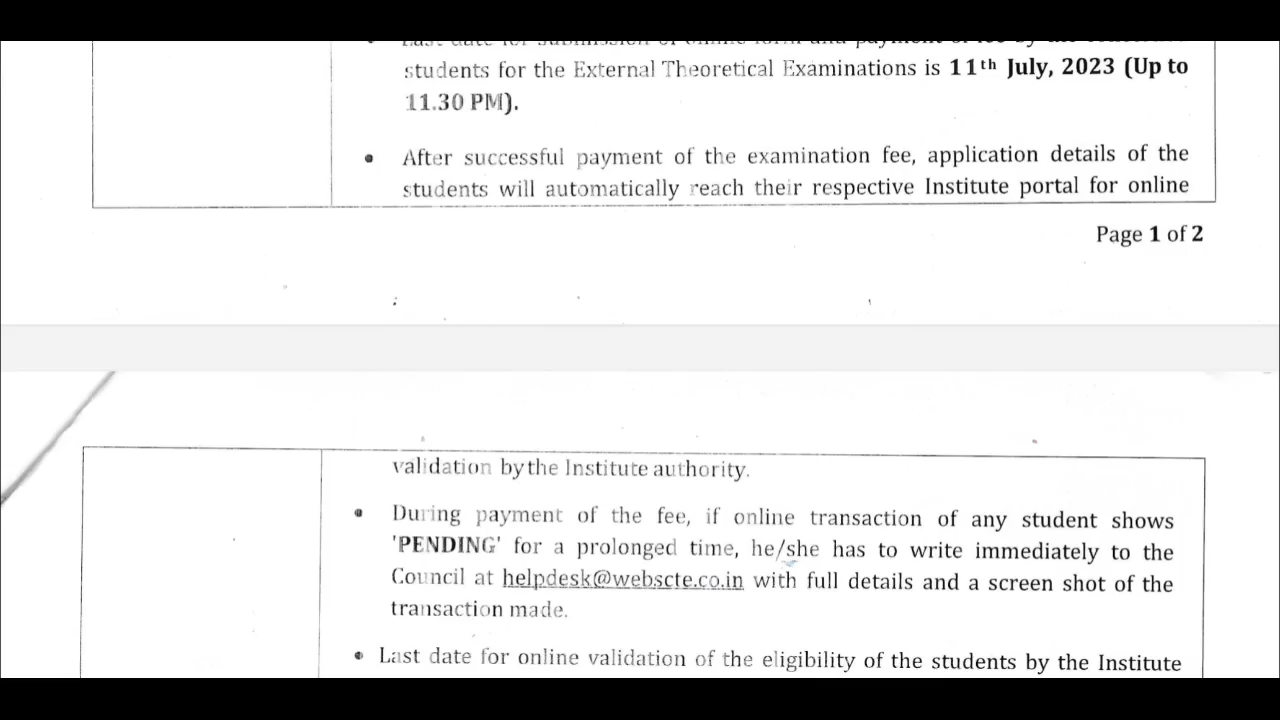 students for the External Theoretical Examinations is 11th July, 2023 (Up to
11.30 PM).
• After successful payment of the examination fee, application details of the
students will automatically reach their respective Institute portal for online
Page 1 of 2
validation by the Institute authority.
• During payment of the fee, if online transaction of any student shows
'PENDING' for a prolonged time, he/she has to write immediately to the
Council at helpdesk@webscte.co.in with full details and a screen shot of the
transaction made.
• Last date for online validation of the eligibility of the students by the Institute